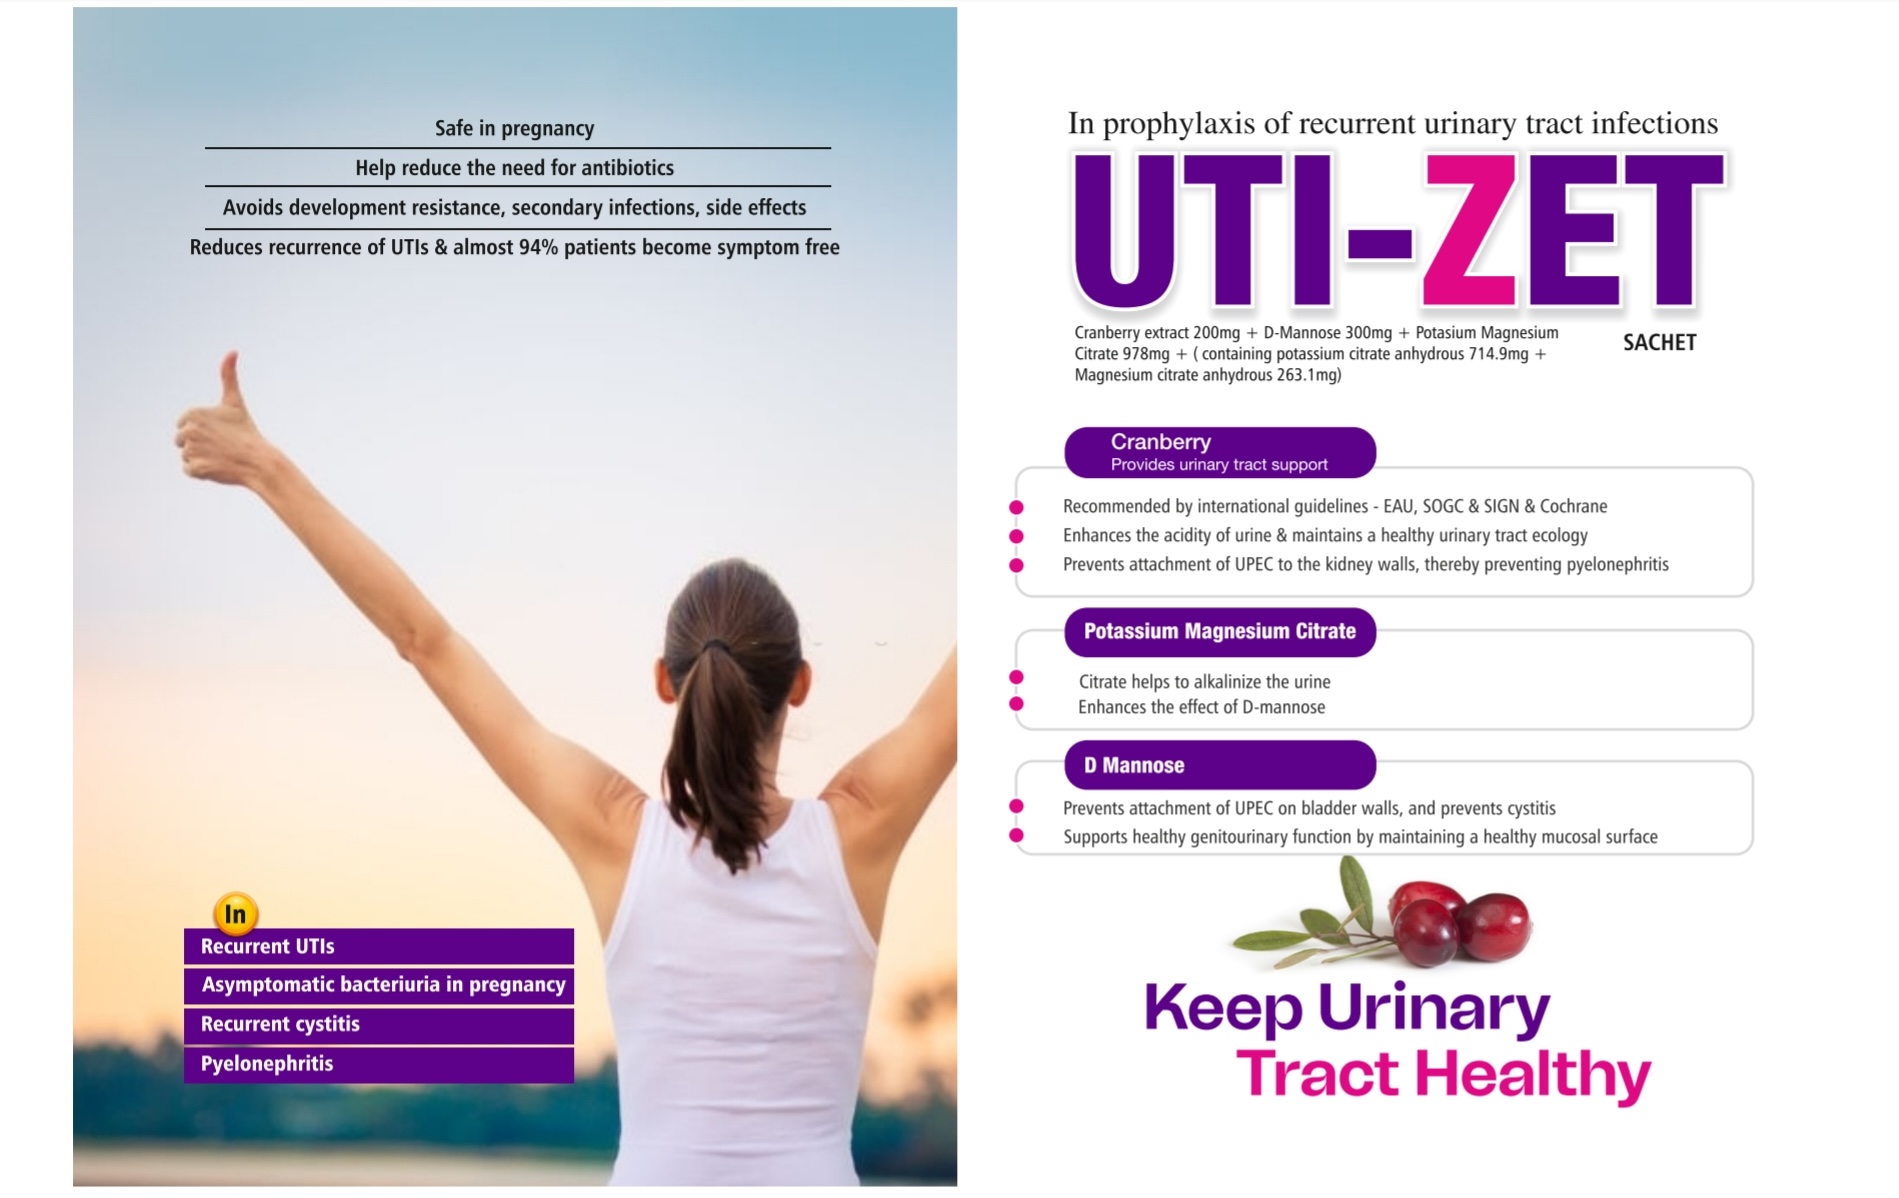 Safe in pregnancy
Help reduce the need for antibiotics
Avoids development resistance, secondary infections, side effects
Reduces recurrence of UTIs & almost 94% patients become symptom free
In
Recurrent UTIs
Asymptomatic bacteriuria in pregnancy
Recurrent cystitis
Pyelonephritis
In prophylaxis of recurrent urinary tract infections
UTI-ZET
Cranberry extract 200mg + D-Mannose 300mg + Potasium Magnesium
Citrate 978mg + ( containing potassium citrate anhydrous 714.9mg +
Magnesium citrate anhydrous 263.1mg)
SACHET
Cranberry
Provides urinary tract support
Recommended by international guidelines - EAU, SOGC & SIGN & Cochrane
Enhances the acidity of urine & maintains a healthy urinary tract ecology
Prevents attachment of UPEC to the kidney walls, thereby preventing pyelonephritis
Potassium Magnesium Citrate
Citrate helps to alkalinize the urine
Enhances the effect of D-mannose
D Mannose
Prevents attachment of UPEC on bladder walls, and prevents cystitis
Supports healthy genitourinary function by maintaining a healthy mucosal surface
Keep Urinary
Tract Healthy